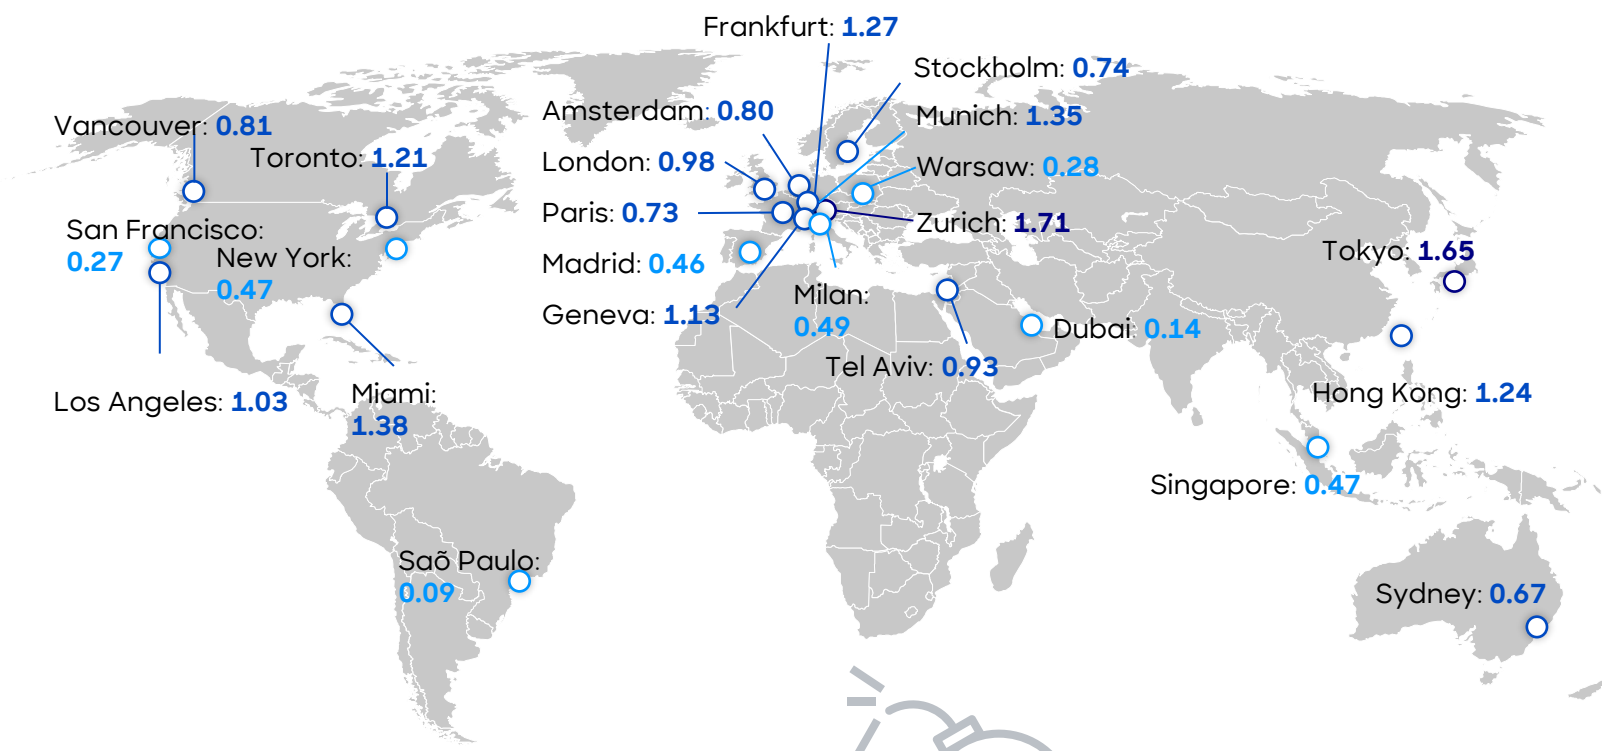 Frankfurt: 1.27
Stockholm: 0.74
Amsterdam: 0.80
Munich: 1.35
Vancouver: 0.81
Toronto: 1.21
London: 0.98
Warsaw: 0.28
Paris: 0.73
Zurich: 1.71
San Francisco:
0.27
New York:
0.47
Tokyo: 1.65
Madrid: 0.46
Milan:
0.49
Geneva: 1.13
Dubai: 0.14
Tel Aviv: 0.93
Los Angeles: 1.03
Miami:
1.38
Hong Kong: 1.24
Singapore: 0.47
Saõ Paulo:
0.09
Sydney: 0.67